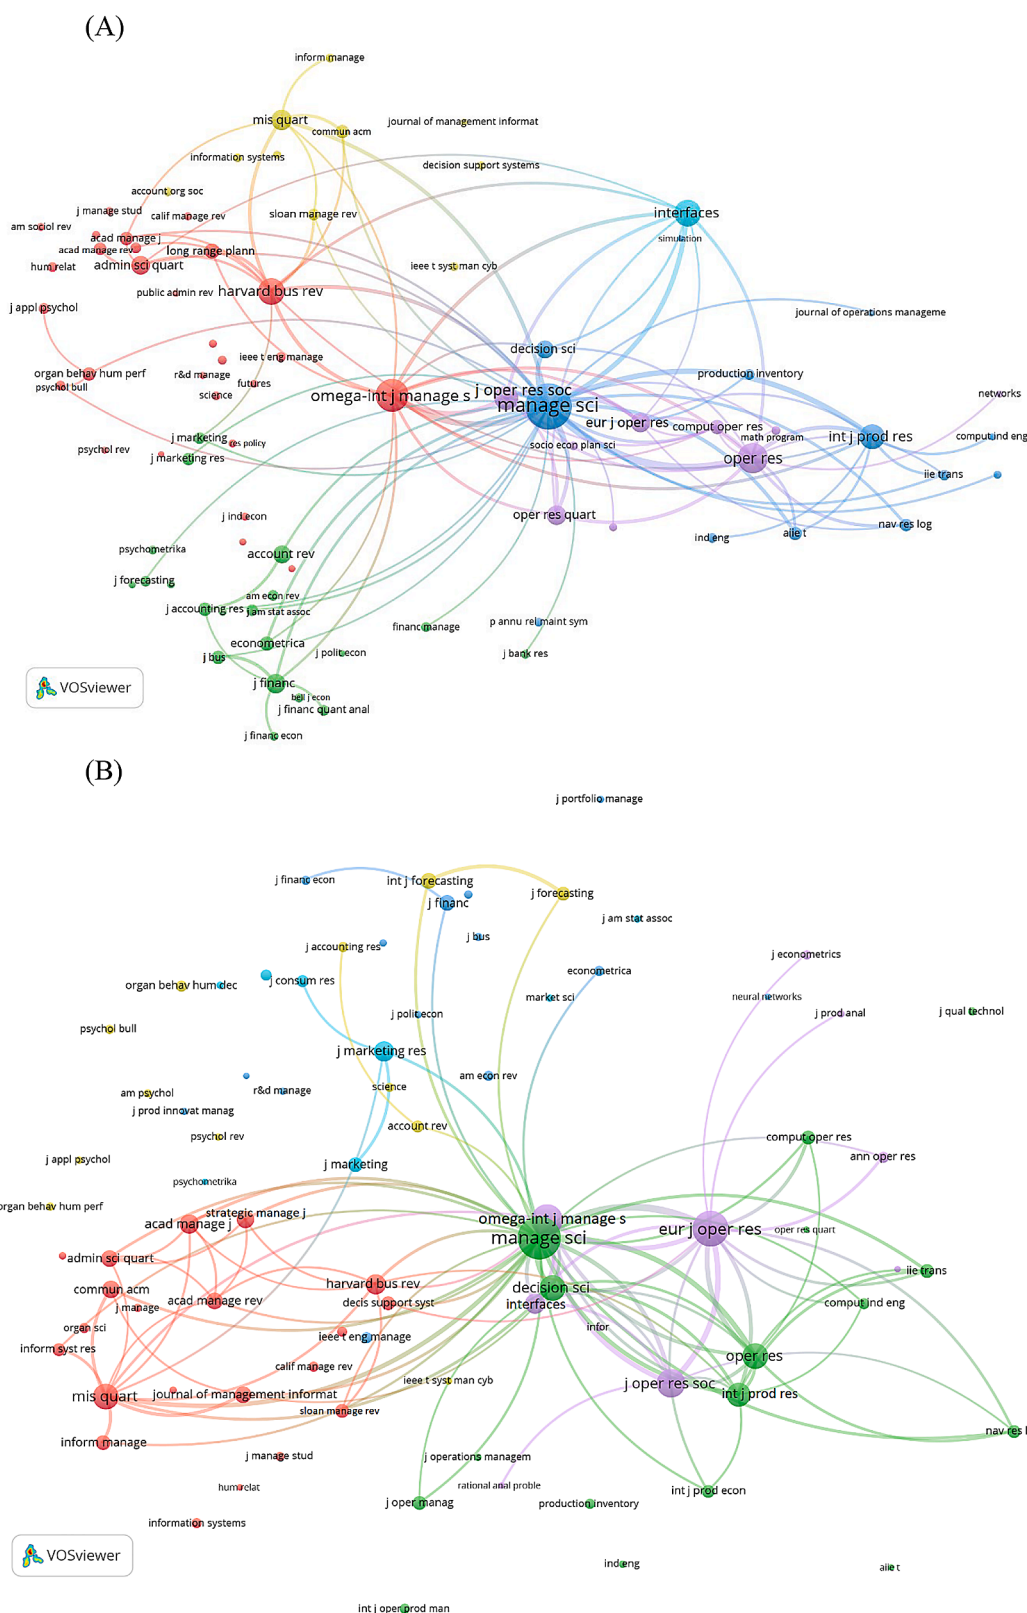 (A)
inform manage
mis quart
commun acm
journal of management informat
information systems
decision support systems
account org soc
j manage stud
calif manage rev
sloan manage rev
interfaces
am sociol rev
acad manage j
simulation
acad manage rev
long range plann
hum relat
admin sci quart
ieee t syst man cyb
public admin rev
harvard bus rev
j appl psychol
journal of operations manageme
decision sci
ieee t eng manage
organ behav hum perf
r&d manage
production inventory
psychol bull
futures
science
omega-int j manage s
j oper res soc
networks
manage sci
eur j oper res
comput oper res
j marketing
res policy
socio econ plan sci
math program
int j prod res
comput ind eng
psychol rev
j marketing res
oper res
iie trans
j ind econ
oper res quart
nav res log
ind eng
aiie t
psychometrika
account rev
j forecasting
am econ rev
j accounting res
j am stat assoc
p annu rel maint sym
financ manage
econometrica
j bus
j polit econ
j bank res
j financ
VOSviewer
bell j econ
j financ quant anal
j financ econ
(B)
j portfolio manage
j financ econ
int j forecasting
j forecasting
j financ
j am stat assoc
j bus
j accounting res
j econometrics
econometrica
j consum res
organ behav hum dec
market sci
neural networks
j polit econ
j prod anal
j qual technol
psychol bull
j marketing res
am econ rev
science
r&d manage
am psychol
j prod innovat manag
account rev
psychol rev
comput oper res
j appl psychol
ann oper res
j marketing
psychometrika
organ behav hum perf
strategic manage j
acad manage j
omega-int j manage s
eur j oper res
oper res quart
manage sci
admin sci quart
iie trans
harvard bus rev
decision sci
commun acm
acad manage rev
decis support syst
interfaces
comput ind eng
j manage
organ sci
infor
ieee t eng manage
inform syst res
oper res
calif manage rev
ieee t syst man cyb
j oper res soc
mis quart
journal of management informat
int j prod res
sloan manage rev
nav res l
inform manage
j manage stud
j operations managem
hum relat
rational anal proble
int j prod econ
j oper manag
production inventory
information systems
VOSviewer
ind eng
aiie t
int j oper prod man